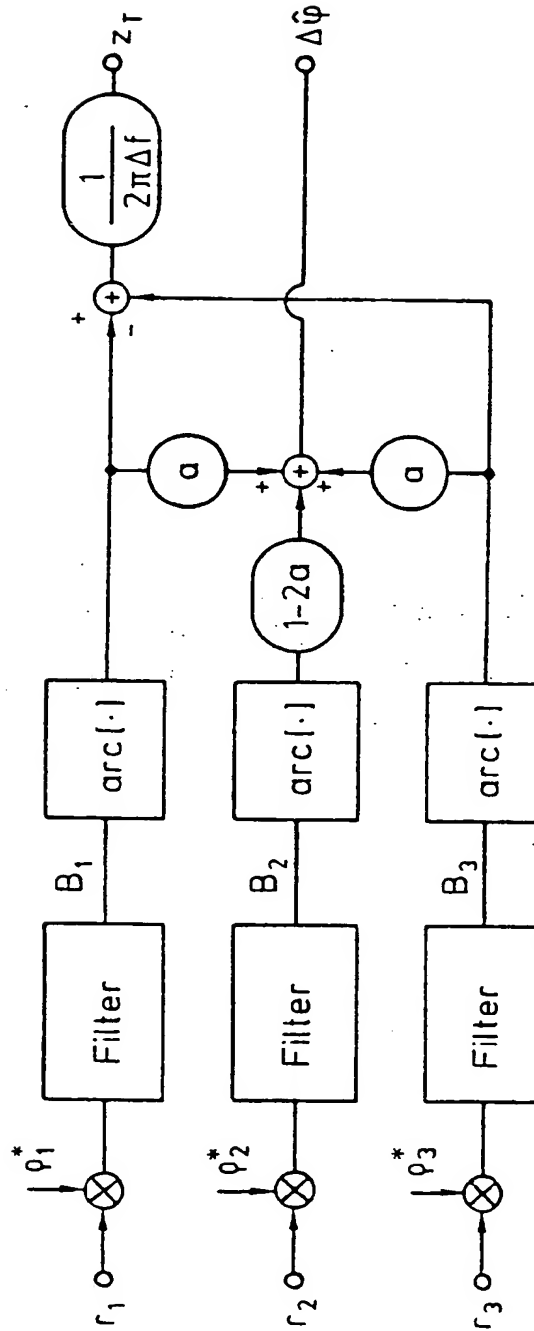 r₁
ρ₁*
Filter
B₁
arc(·)
a
+
-
+
1
2πΔf
z_T
r₂
ρ₂*
Filter
B₂
arc(·)
1-2a
+
+
+
Δφ̂
r₃
ρ₃*
Filter
B₃
arc(·)
a